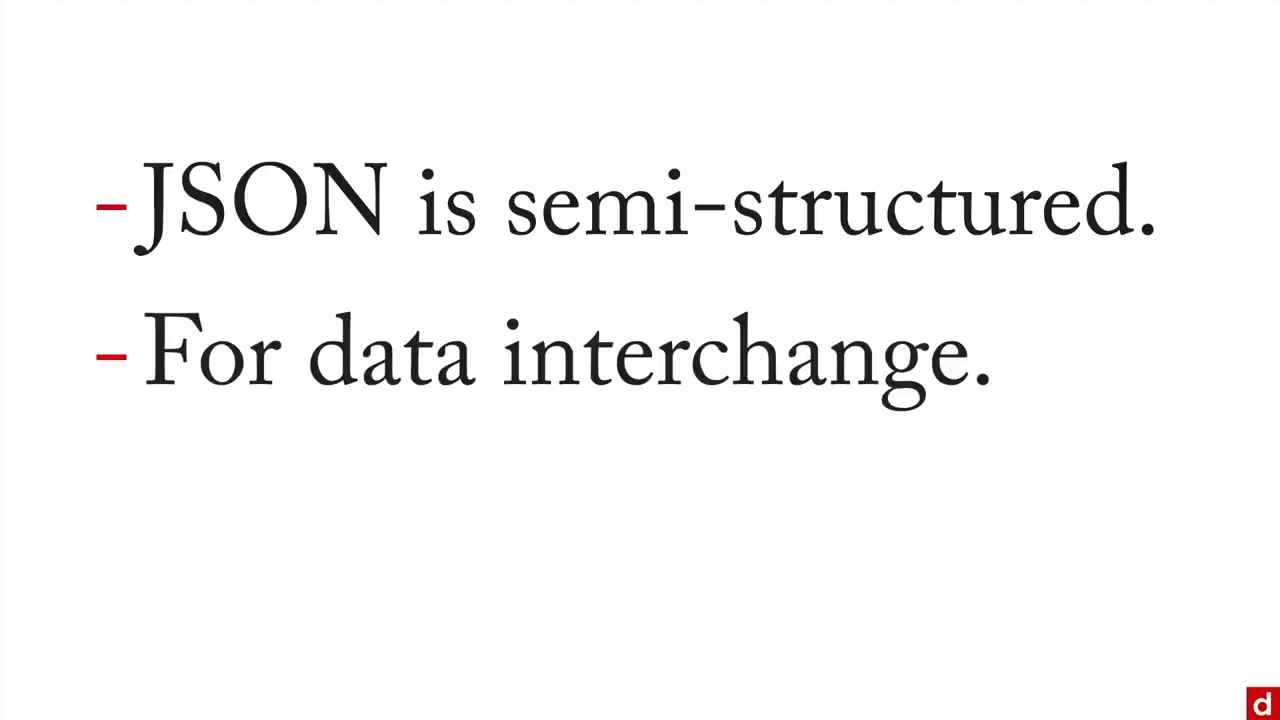 -JSON is semi-structured.
-For data interchange.
d